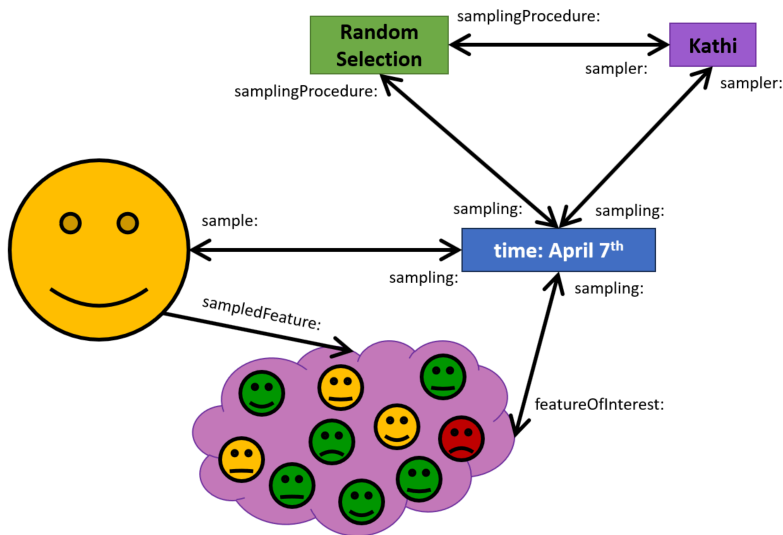 samplingProcedure:
Random
Selection
Kathi
sampler:
samplingProcedure:
sampler:
sampling:
sampling:
sample:
time: April 7th
sampling:
sampling:
sampledFeature:
featureOfInterest: